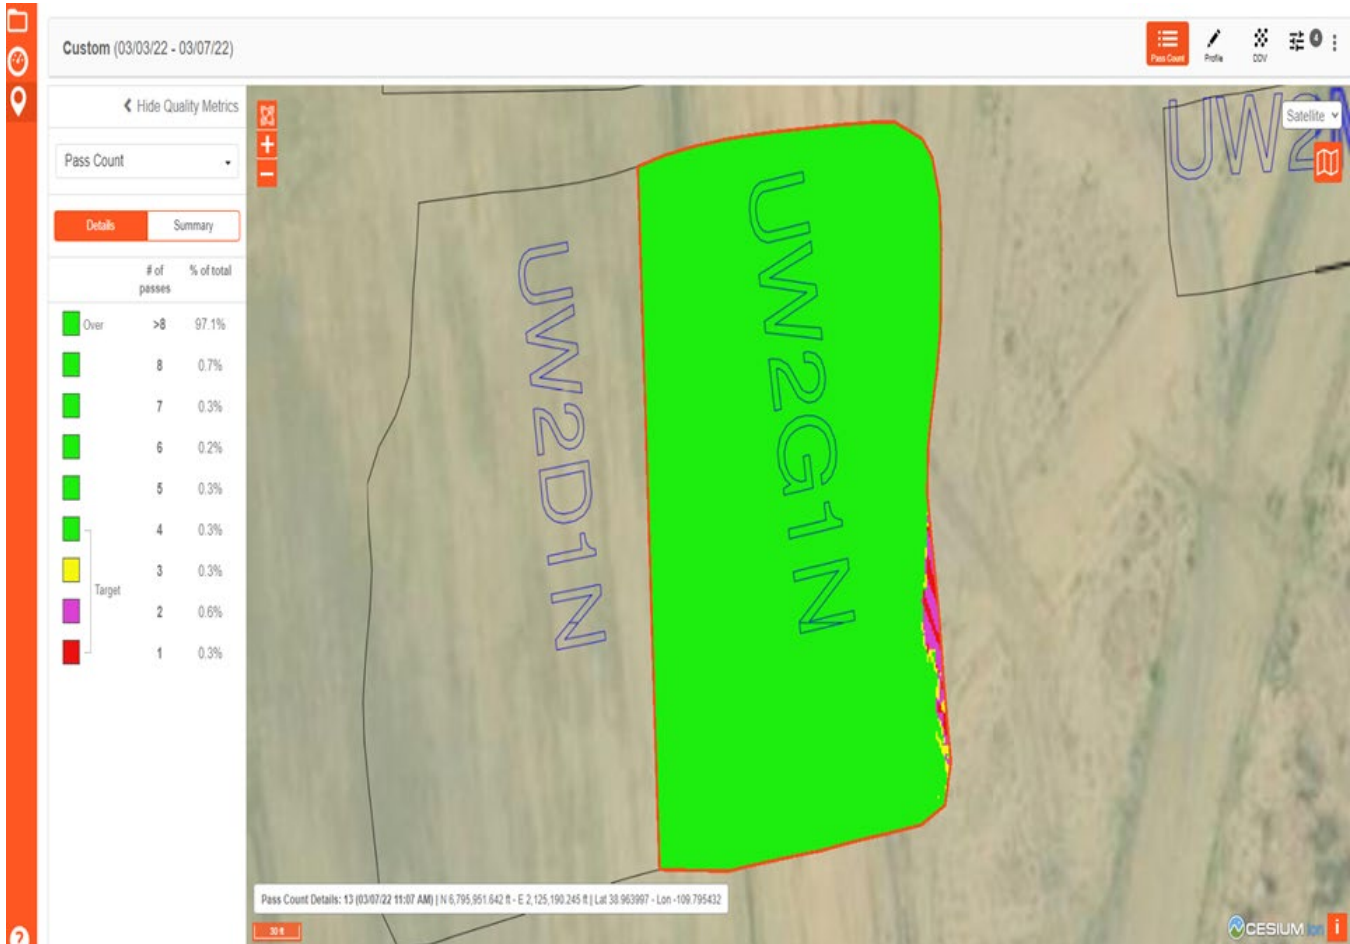 Custom (03/03/22 - 03/07/22)
Pass Count
Profile
DDV
4
Hide Quality Metrics
Pass Count
Details
Summary
# of passes
% of total
Over >8 97.1%
8 0.7%
7 0.3%
6 0.2%
5 0.3%
4 0.3%
3 0.3%
Target
2 0.6%
1 0.3%
+
−
Satellite
UW2
UW2D1N
UW2G1N
Pass Count Details: 13 (03/07/22 11:07 AM) | N 6,795,951.642 ft - E 2,125,190.245 ft | Lat 38.963997 - Lon -109.795432
30 ft
CESIUM ion
i
?